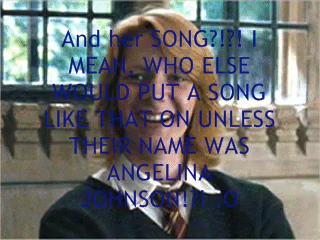 And her SONG?!?! I
MEAN, WHO ELSE
WOULD PUT A SONG
LIKE THAT ON UNLESS
THEIR NAME WAS
ANGELINA
JOHNSON!?! :O